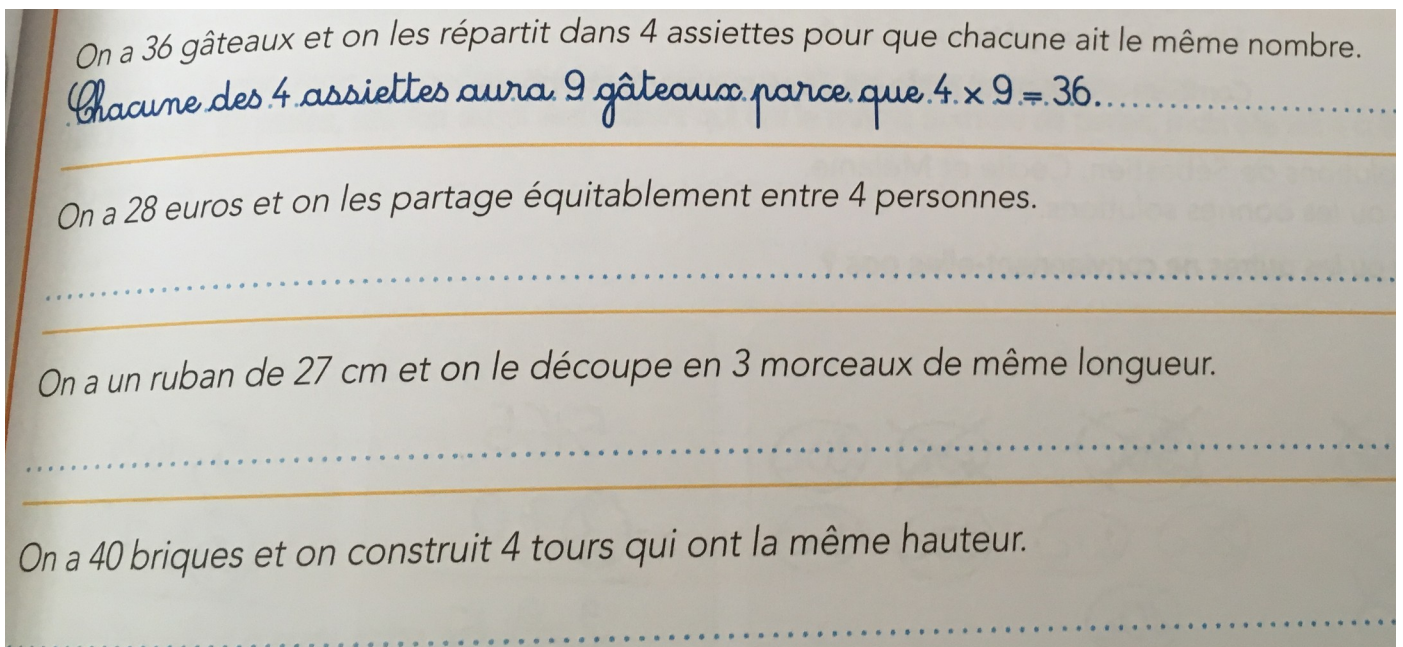 On a 36 gâteaux et on les répartit dans 4 assiettes pour que chacune ait le même nombre.
Chacune des 4 assiettes aura 9 gâteaux parce que 4 x 9 = 36.
On a 28 euros et on les partage équitablement entre 4 personnes.
On a un ruban de 27 cm et on le découpe en 3 morceaux de même longueur.
On a 40 briques et on construit 4 tours qui ont la même hauteur.